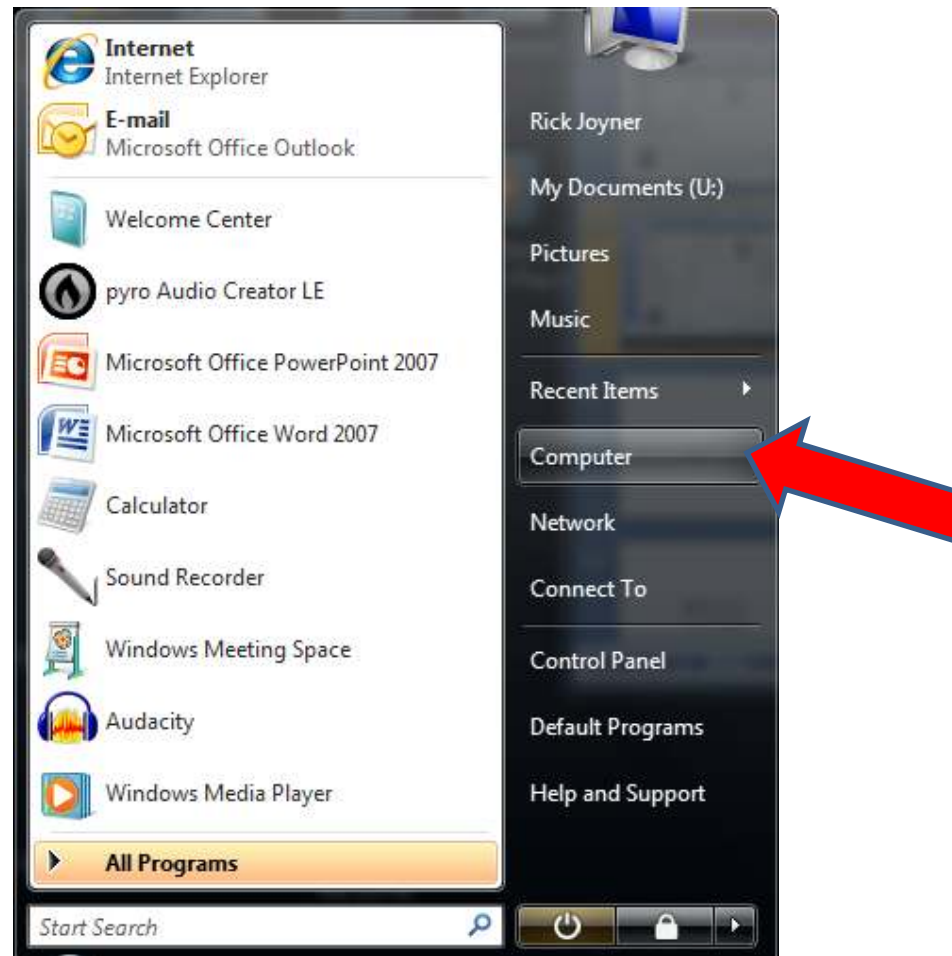 Internet
Internet Explorer
E-mail
Microsoft Office Outlook
Welcome Center
pyro Audio Creator LE
Microsoft Office PowerPoint 2007
Microsoft Office Word 2007
Calculator
Sound Recorder
Windows Meeting Space
Audacity
Windows Media Player
All Programs
Start Search
Rick Joyner
My Documents (U:)
Pictures
Music
Recent Items
Computer
Network
Connect To
Control Panel
Default Programs
Help and Support